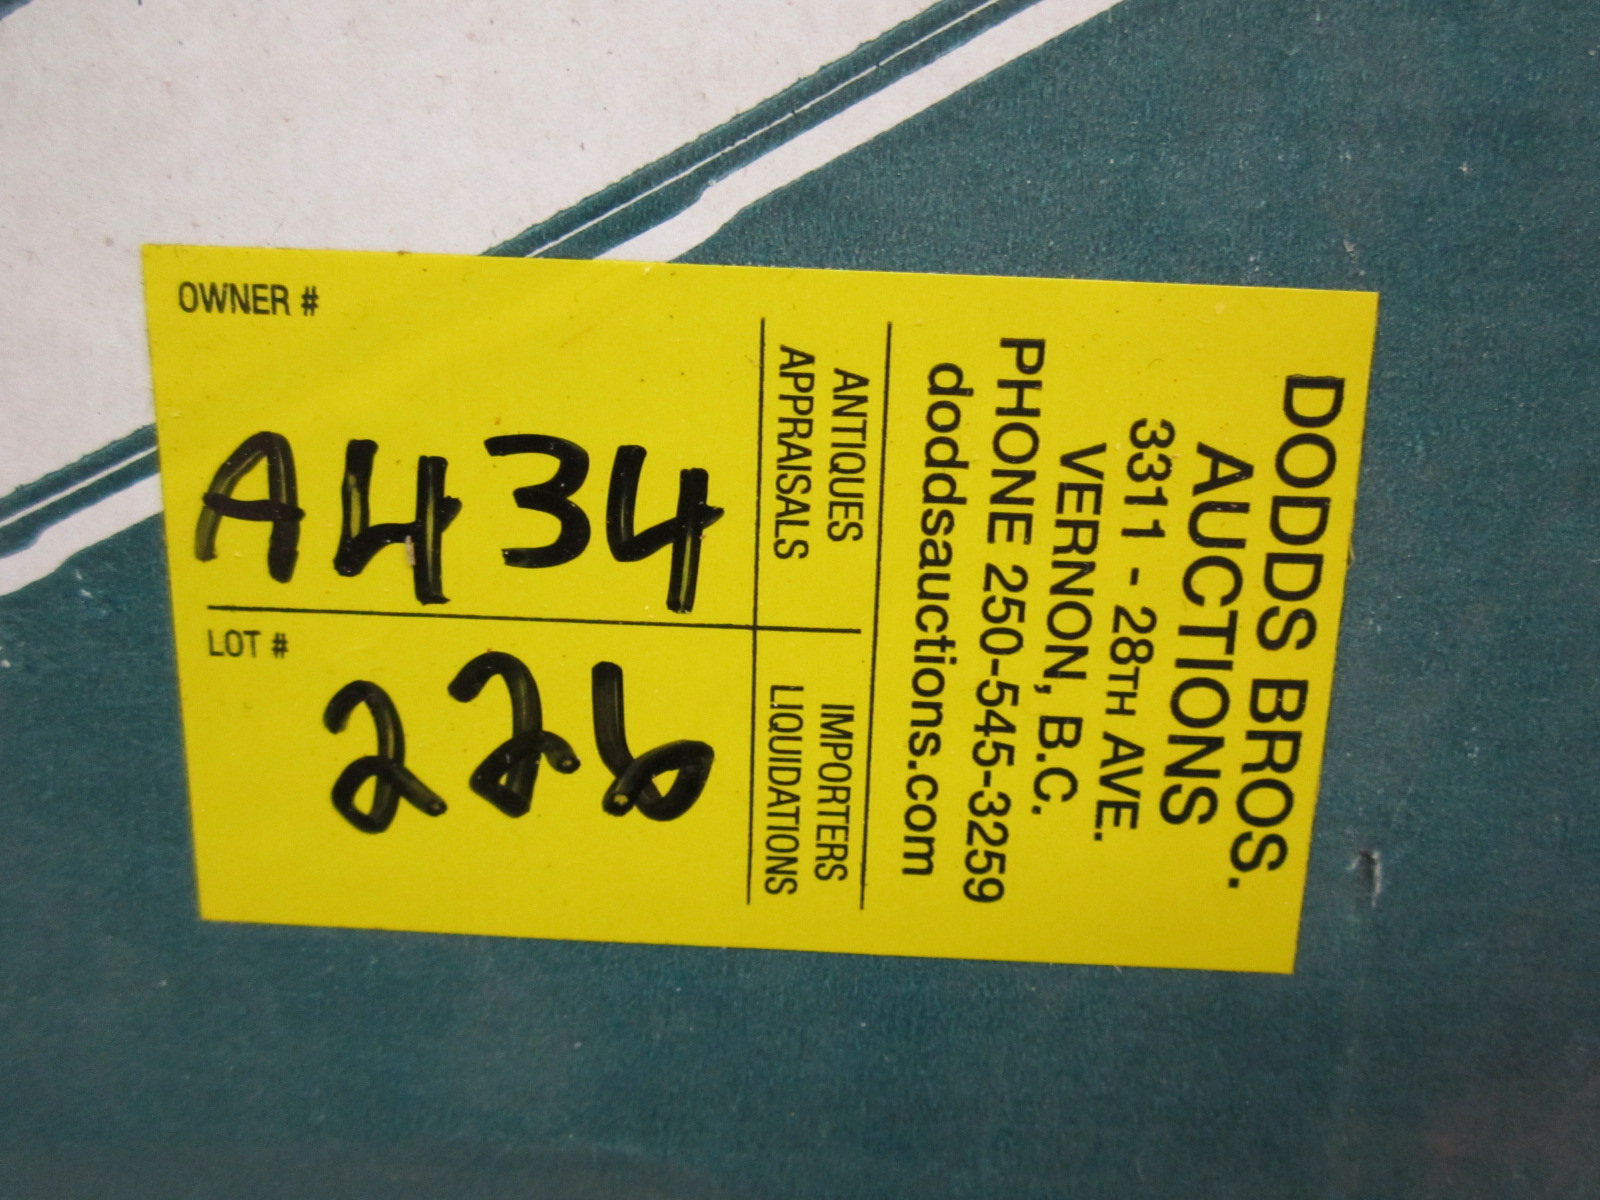 DODDS BROS.
AUCTIONS
3311 - 28TH AVE.
VERNON, B.C.
PHONE 250-545-3259
doddsauctions.com
ANTIQUES
APPRAISALS
IMPORTERS
LIQUIDATIONS
OWNER #
A434
LOT #
226